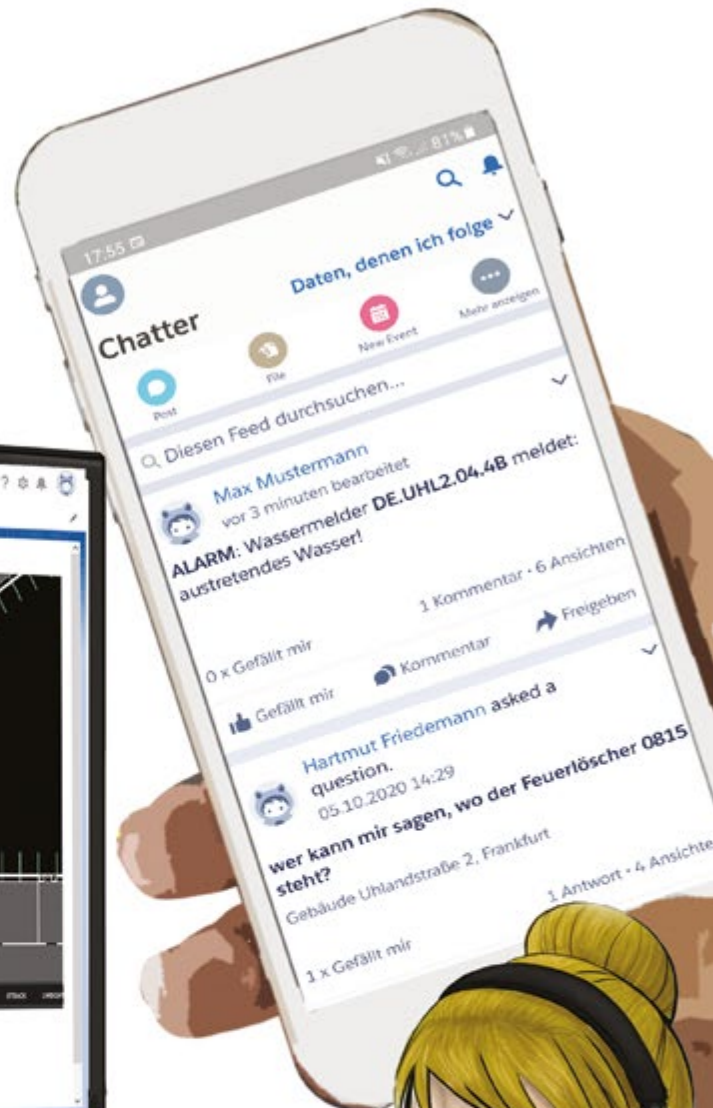 17:55
81%
Daten, denen ich folge
Chatter
Post
File
New Event
Mehr anzeigen
Diesen Feed durchsuchen...
Max Mustermann
vor 3 minuten bearbeitet
ALARM: Wassermelder DE.UHL2.04.4B meldet:
austretendes Wasser!
1 Kommentar · 6 Ansichten
0 x Gefällt mir
Gefällt mir
Kommentar
Freigeben
Hartmut Friedemann asked a
question.
05.10.2020 14:29
wer kann mir sagen, wo der Feuerlöscher 0815
steht?
Gebäude Uhlandstraße 2, Frankfurt
1 Antwort · 4 Ansichte
1 x Gefällt mir
?